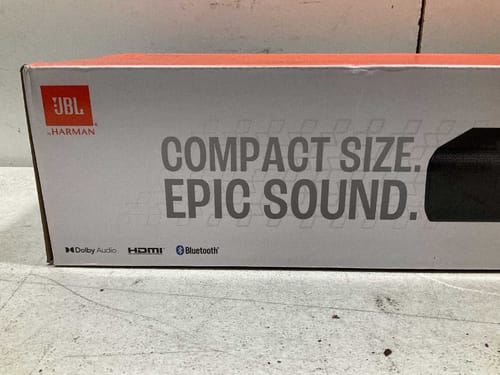 JBL
by HARMAN
COMPACT SIZE.
EPIC SOUND.
Dolby Audio HDMI Bluetooth